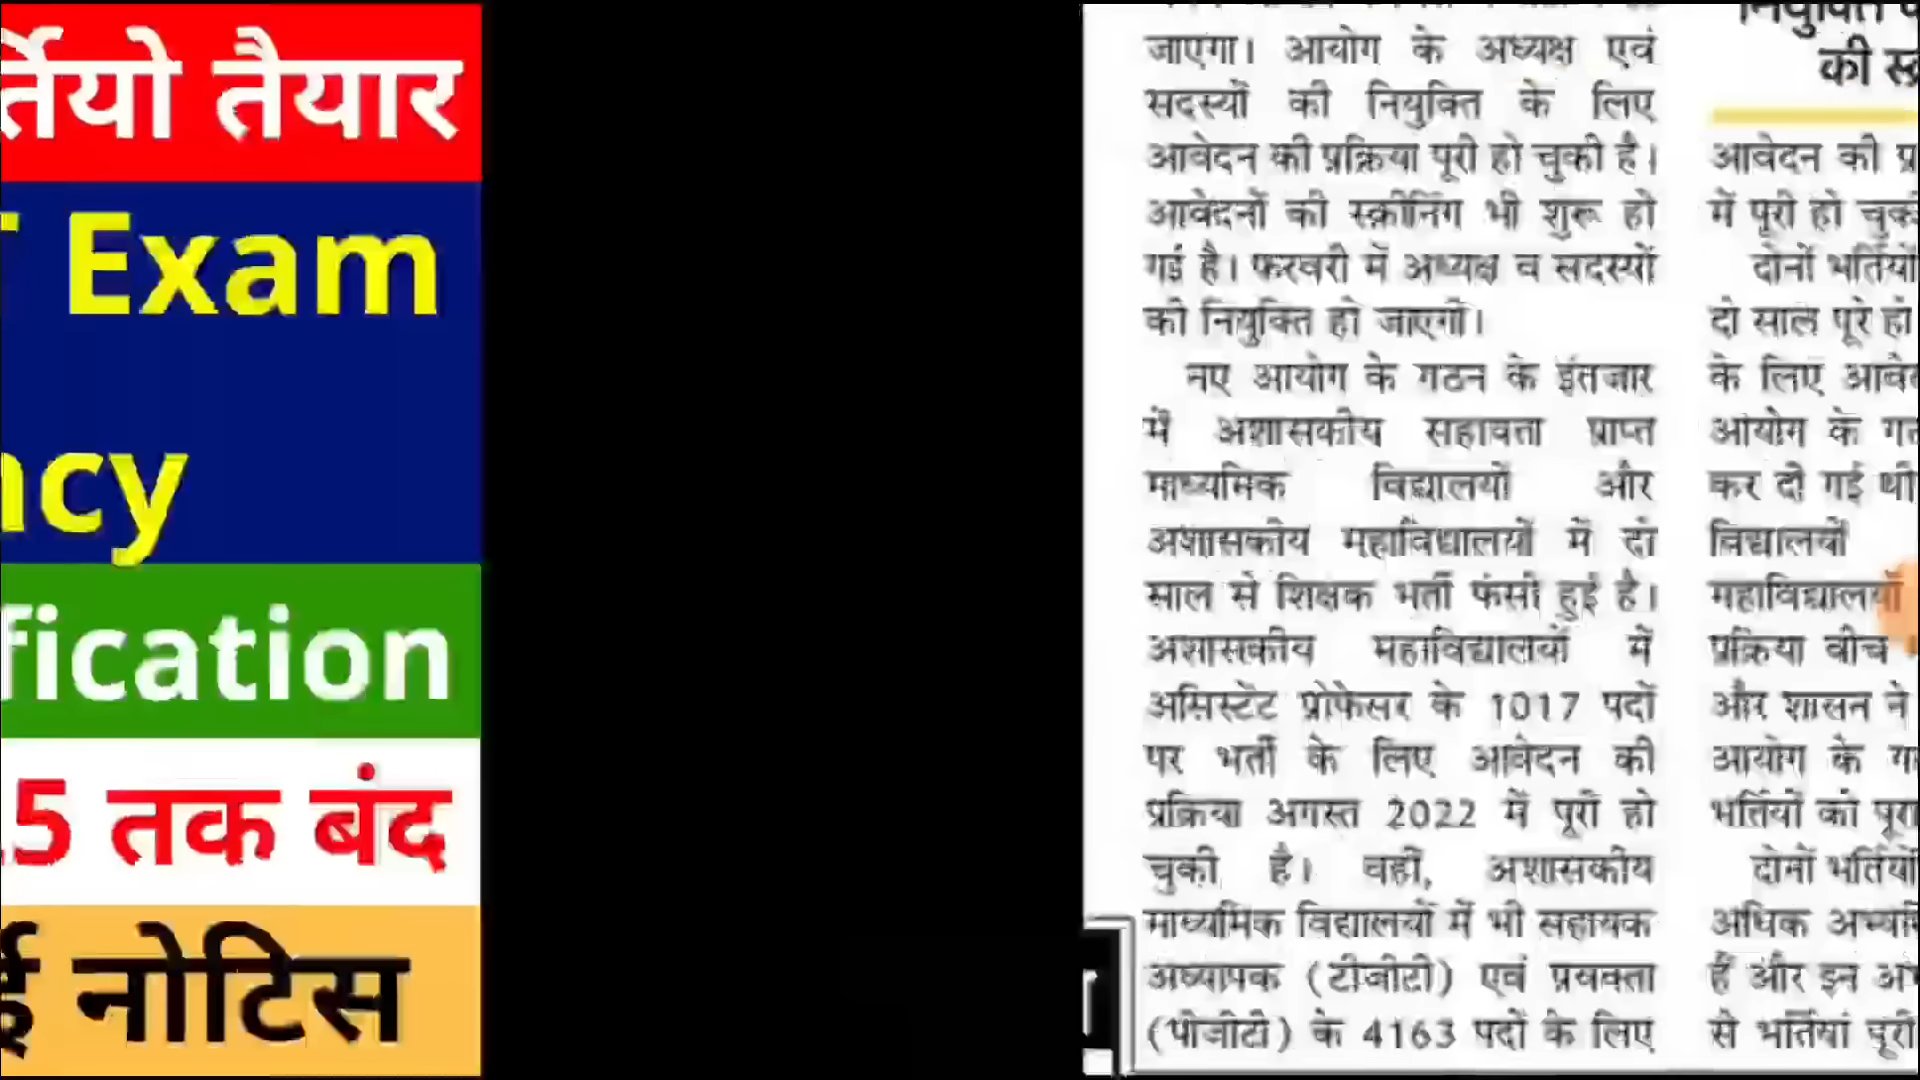 तैयार
Exam
5 तक बंद
नोटिस
जाएगा। आयोग के अध्यक्ष एवं
सदस्यों की नियुक्ति के लिए
आवेदन की प्रक्रिया पूरी हो चुकी है।
आवेदनों की स्क्रीनिंग भी शुरू हो
गई है। फरवरी में अध्यक्ष व सदस्यों
की नियुक्ति हो जाएगी।
नए आयोग के गठन के इंतजार
में अशासकीय सहायता प्राप्त
माध्यमिक विद्यालयों और
अशासकीय महाविद्यालयों में दो
साल से शिक्षक भर्ती फंसी हुई है।
अशासकीय महाविद्यालयों में
असिस्टेंट प्रोफेसर के 1017 पदों
पर भर्ती के लिए आवेदन की
प्रक्रिया अगस्त 2022 में पूरी हो
चुकी है। वहीं, अशासकीय
माध्यमिक विद्यालयों में भी सहायक
अध्यापक (टीजीटी) एवं प्रवक्ता
(पीजीटी) के 4163 पदों के लिए
की
आवेदन की
में पूरी हो
दोनों भर्तियों
दो साल पूरे हो
के लिए
आयोग के
कर दी गई थी
विद्यालयों
महाविद्यालयों
प्रक्रिया बीच
और शासन ने
आयोग के
भर्तियों को
दोनों भर्तियों
अधिक
हैं और इन
से भर्तियां